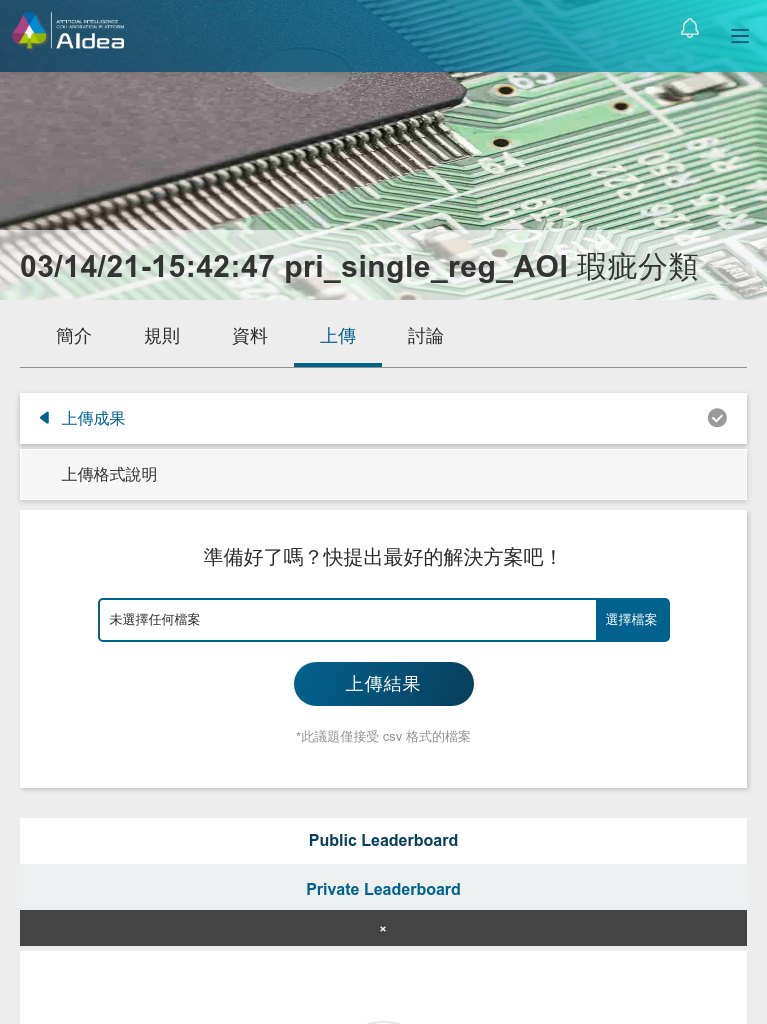 ARTIFICIAL INTELLIGENCE
COLLABORATION PLATFORM
AIdea
03/14/21-15:42:47 pri_single_reg_AOI 瑕疵分類
簡介
規則
資料
上傳
討論
上傳成果
上傳格式說明
準備好了嗎？快提出最好的解決方案吧！
未選擇任何檔案
選擇檔案
上傳結果
*此議題僅接受 csv 格式的檔案
Public Leaderboard
Private Leaderboard
×